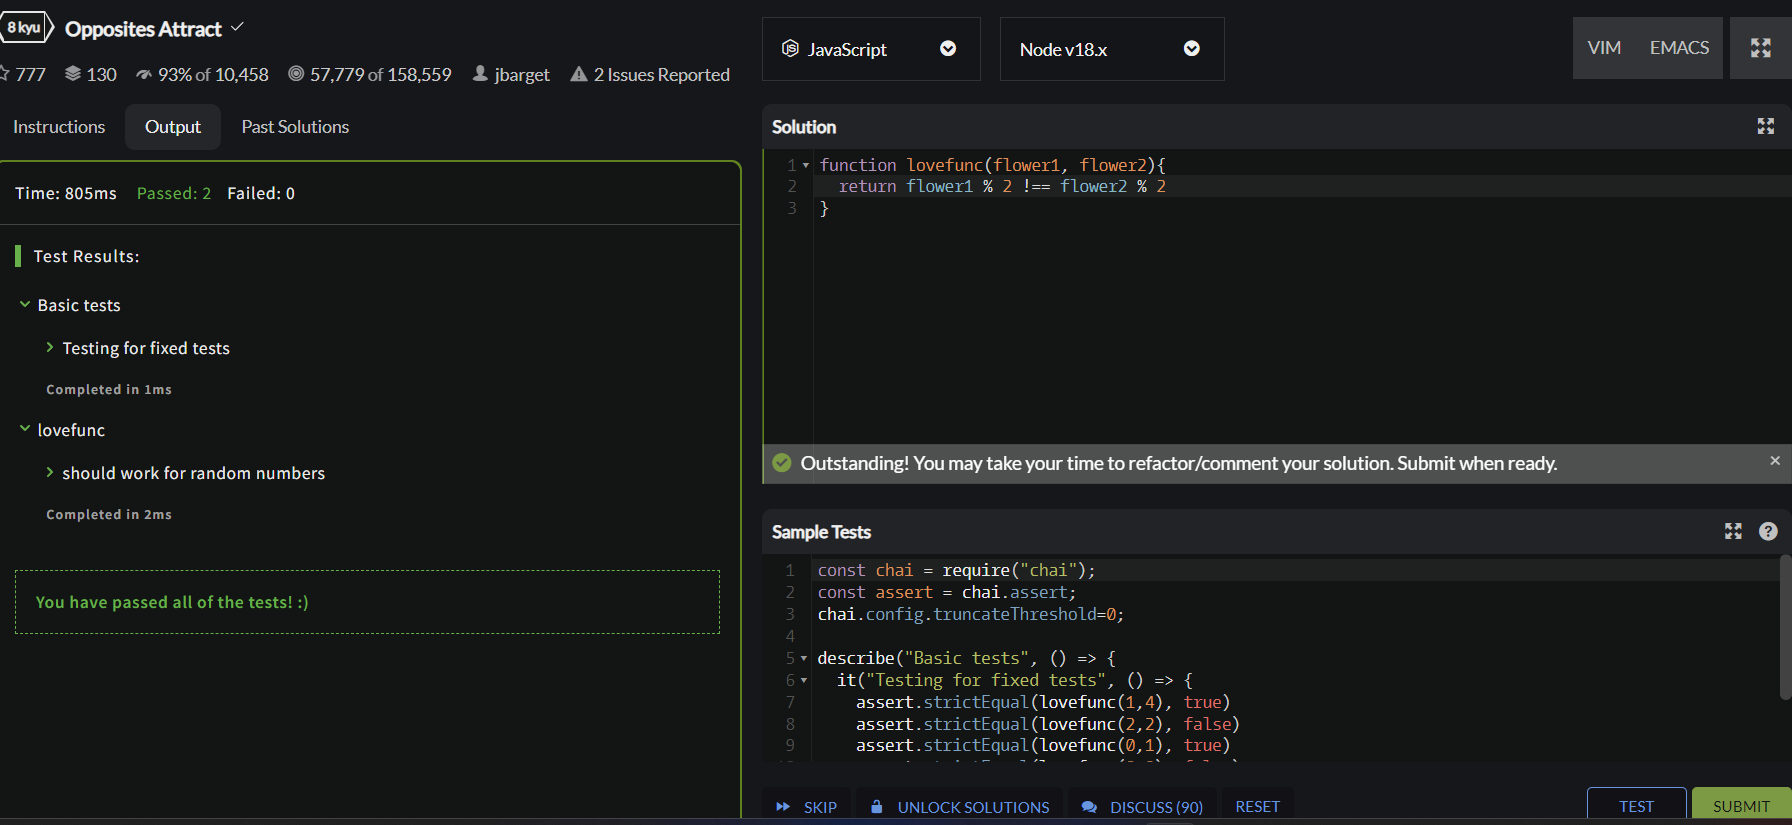 8 kyu
Opposites Attract
777 130 93% of 10,458 57,779 of 158,559 jbarget 2 Issues Reported
Instructions Output Past Solutions
Time: 805ms Passed: 2 Failed: 0
Test Results:
Basic tests
Testing for fixed tests
Completed in 1ms
lovefunc
should work for random numbers
Completed in 2ms
You have passed all of the tests! :)
JavaScript Node v18.x VIM EMACS
Solution
1 function lovefunc(flower1, flower2){
2 return flower1 % 2 !== flower2 % 2
3 }
Outstanding! You may take your time to refactor/comment your solution. Submit when ready.
Sample Tests
1 const chai = require("chai");
2 const assert = chai.assert;
3 chai.config.truncateThreshold=0;
4
5 describe("Basic tests", () => {
6 it("Testing for fixed tests", () => {
7 assert.strictEqual(lovefunc(1,4), true)
8 assert.strictEqual(lovefunc(2,2), false)
9 assert.strictEqual(lovefunc(0,1), true)
SKIP UNLOCK SOLUTIONS DISCUSS (90) RESET TEST SUBMIT